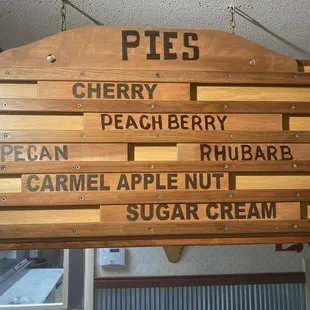 PIES
CHERRY
PEACH BERRY
PECAN RHUBARB
CARMEL APPLE NUT
SUGAR CREAM